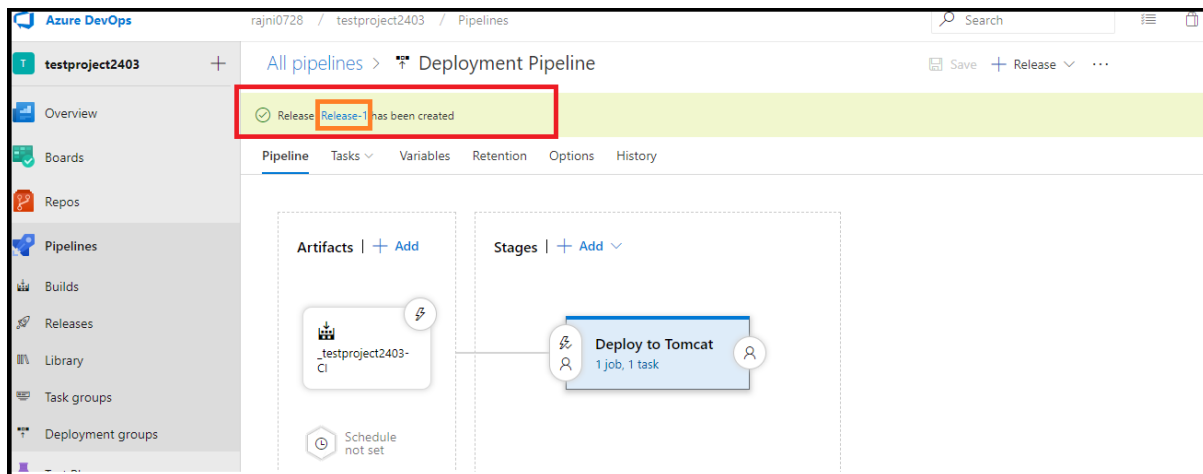 Azure DevOps
rajni0728 / testproject2403 / Pipelines
Search
T testproject2403
All pipelines > Deployment Pipeline
Save + Release ...
Overview
Release Release-1 has been created
Boards
Pipeline Tasks Variables Retention Options History
Repos
Pipelines
Artifacts | + Add
Stages | + Add
Builds
Releases
_testproject2403-
CI
Deploy to Tomcat
1 job, 1 task
Library
Task groups
Deployment groups
Schedule
not set